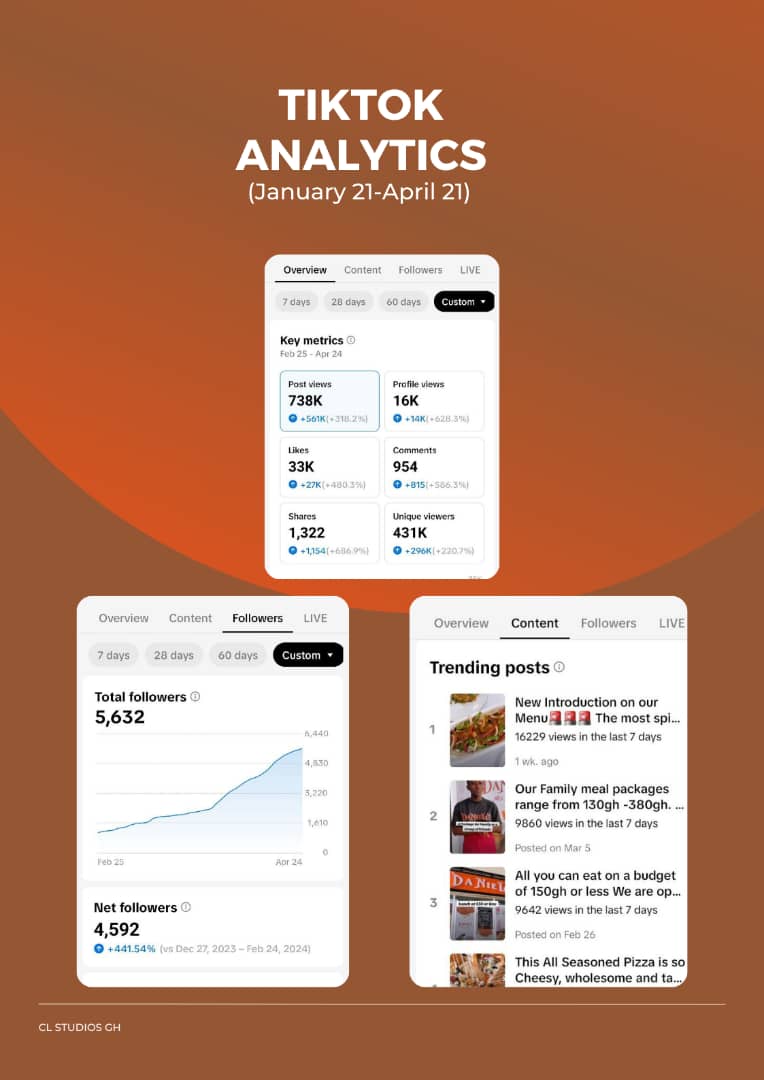 TIKTOK
ANALYTICS
(January 21-April 21)
Overview Content Followers LIVE
7 days 28 days 60 days Custom
Key metrics
Feb 25 - Apr 24
Post views
738K
+561K(+318.2%)
Profile views
16K
+14K(+628.3%)
Likes
33K
+27K(+480.3%)
Comments
954
+815(+586.3%)
Shares
1,322
+1,154(+686.9%)
Unique viewers
431K
+296K(+220.7%)
Overview Content Followers LIVE
7 days 28 days 60 days Custom
Total followers
5,632
6,440
4,830
3,220
1,610
0
Feb 25 Apr 24
Net followers
4,592
+441.54% (vs Dec 27, 2023 – Feb 24, 2024)
Overview Content Followers LIVE
Trending posts
1
New Introduction on our
Menu🚨🚨🚨 The most spi...
16229 views in the last 7 days
1 wk. ago
2
Our Family meal packages
range from 130gh -380gh. ...
9860 views in the last 7 days
Posted on Mar 5
3
All you can eat on a budget
of 150gh or less We are op...
9642 views in the last 7 days
Posted on Feb 26
This All Seasoned Pizza is so
Cheesy, wholesome and ta...
DANIEL
CL STUDIOS GH